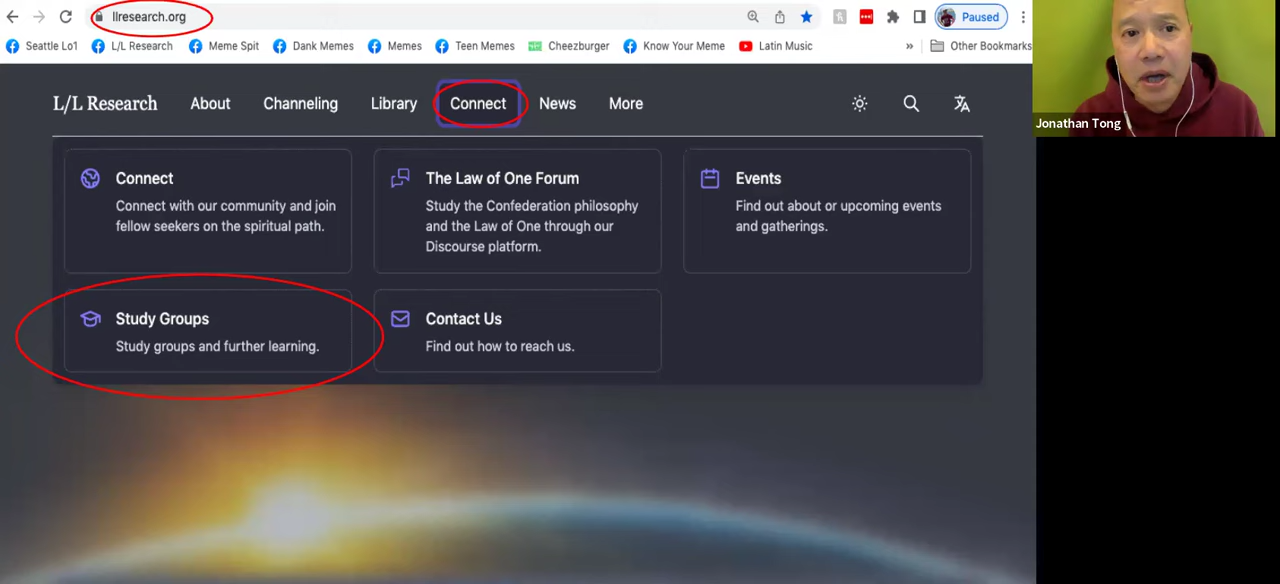 llresearch.org
Paused
Seattle Lo1 L/L Research Meme Spit Dank Memes Memes Teen Memes Cheezburger Know Your Meme Latin Music » Other Bookmarks
L/L Research About Channeling Library Connect News More
Jonathan Tong
Connect
Connect with our community and join
fellow seekers on the spiritual path.
The Law of One Forum
Study the Confederation philosophy
and the Law of One through our
Discourse platform.
Events
Find out about or upcoming events
and gatherings.
Study Groups
Study groups and further learning.
Contact Us
Find out how to reach us.